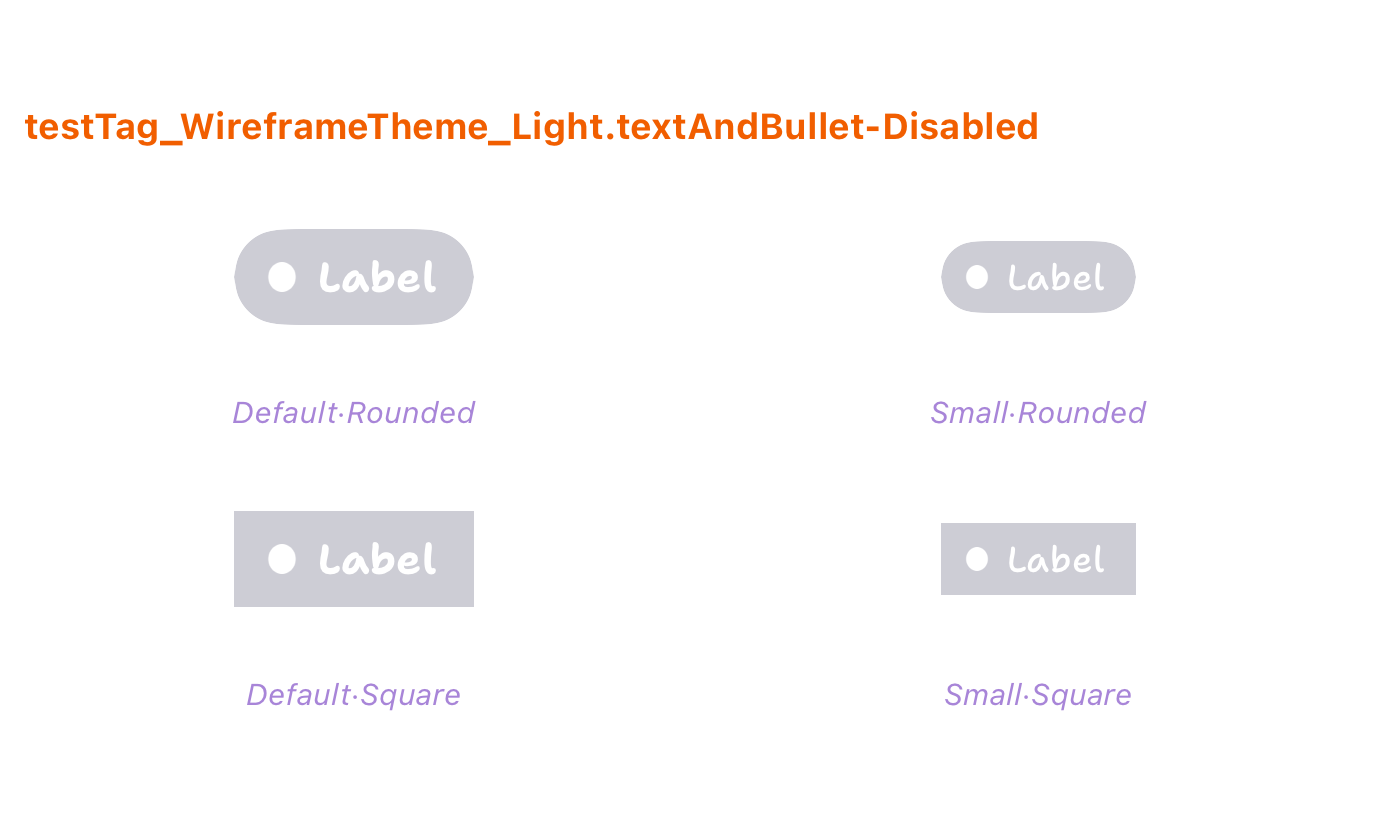 testTag_WireframeTheme_Light.textAndBullet-Disabled
Label
Label
Default·Rounded
Small·Rounded
Label
Label
Default·Square
Small·Square